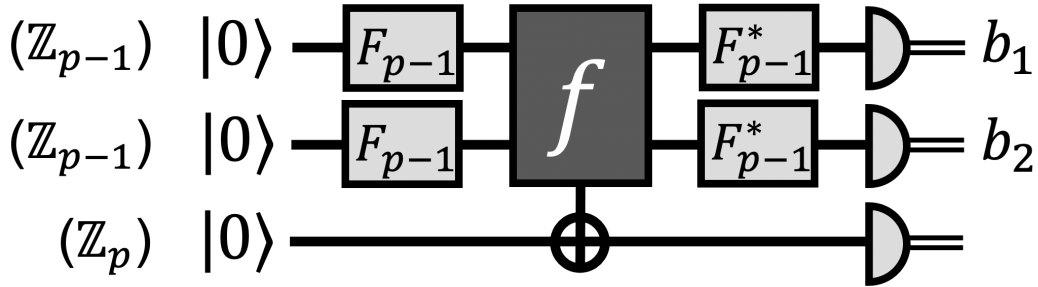 (ℤ_{p−1}) |0⟩ F_{p−1} f F*_{p−1} b_1
(ℤ_{p−1}) |0⟩ F_{p−1} F*_{p−1} b_2
(ℤ_p) |0⟩